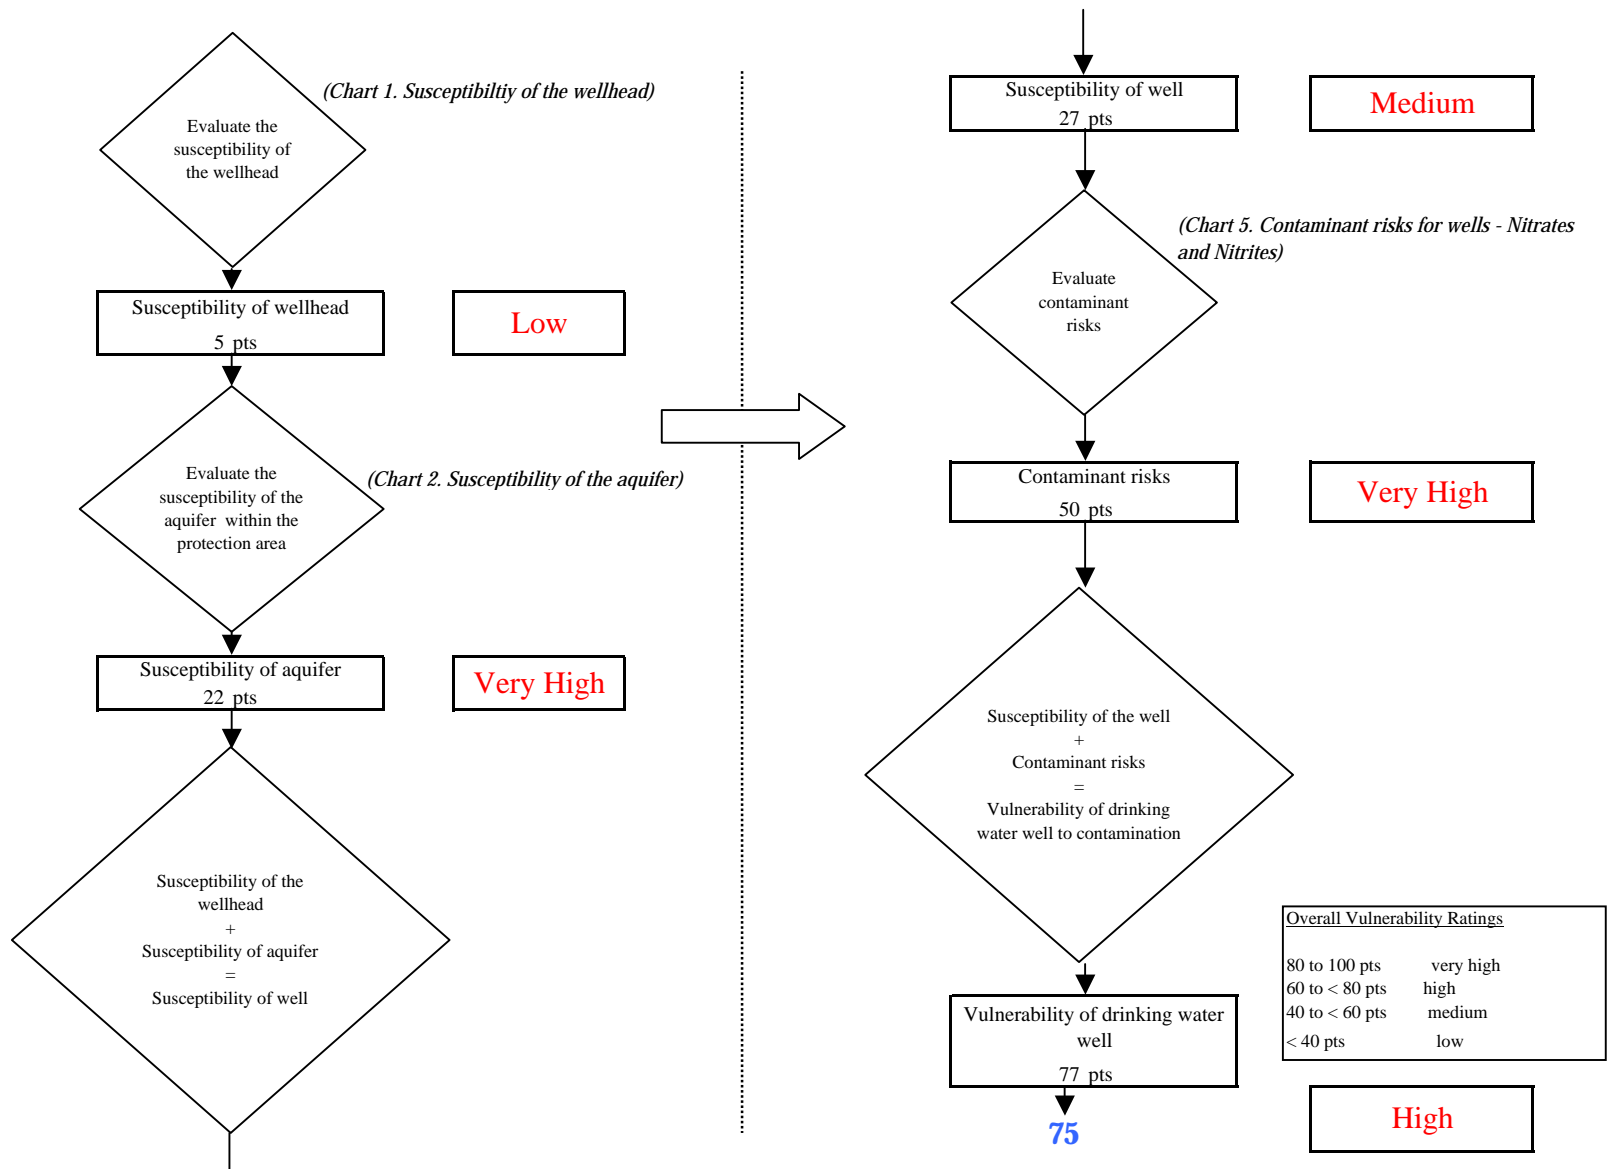 (Chart 1. Susceptibiltiy of the wellhead)
Evaluate the
susceptibility of
the wellhead
Susceptibility of wellhead
5 pts
Low
Evaluate the
susceptibility of the
aquifer within the
protection area
(Chart 2. Susceptibility of the aquifer)
Susceptibility of aquifer
22 pts
Very High
Susceptibility of the
wellhead
+
Susceptibility of aquifer
=
Susceptibility of well
Susceptibility of well
27 pts
Medium
(Chart 5. Contaminant risks for wells - Nitrates
and Nitrites)
Evaluate
contaminant
risks
Contaminant risks
50 pts
Very High
Susceptibility of the well
+
Contaminant risks
=
Vulnerability of drinking
water well to contamination
Overall Vulnerability Ratings
80 to 100 pts very high
60 to < 80 pts high
40 to < 60 pts medium
< 40 pts low
Vulnerability of drinking water
well
77 pts
75
High